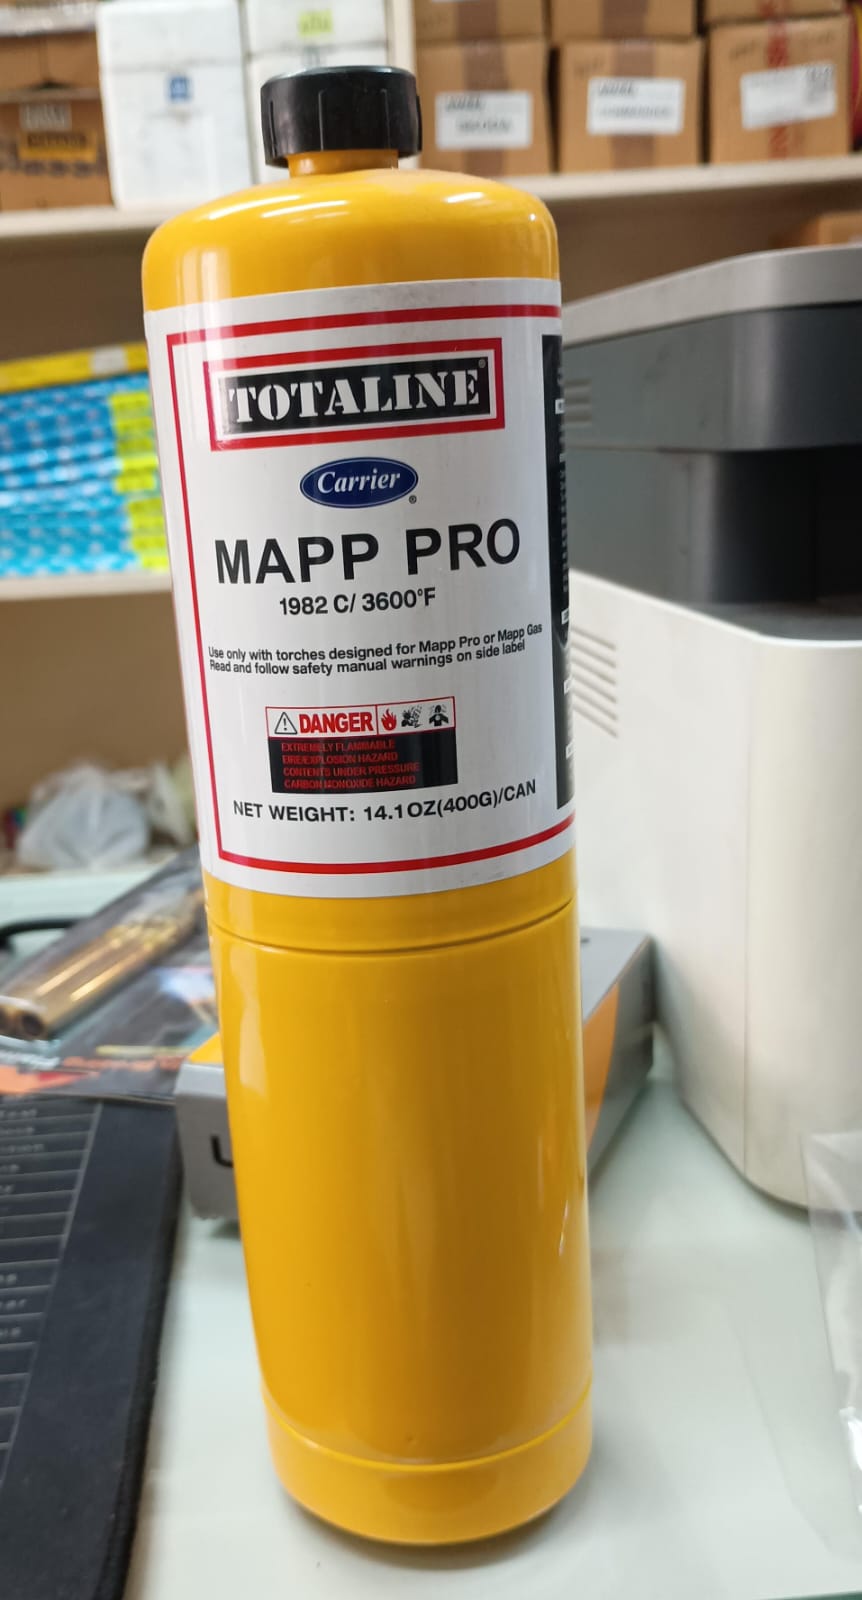 TOTALINE®
Carrier®
MAPP PRO
1982 C/ 3600°F
Use only with torches designed for Mapp Pro or Mapp Gas
Read and follow safety manual warnings on side label
DANGER
EXTREMELY FLAMMABLE
FIRE/EXPLOSION HAZARD
CONTENTS UNDER PRESSURE
CARBON MONOXIDE HAZARD
NET WEIGHT: 14.1OZ(400G)/CAN